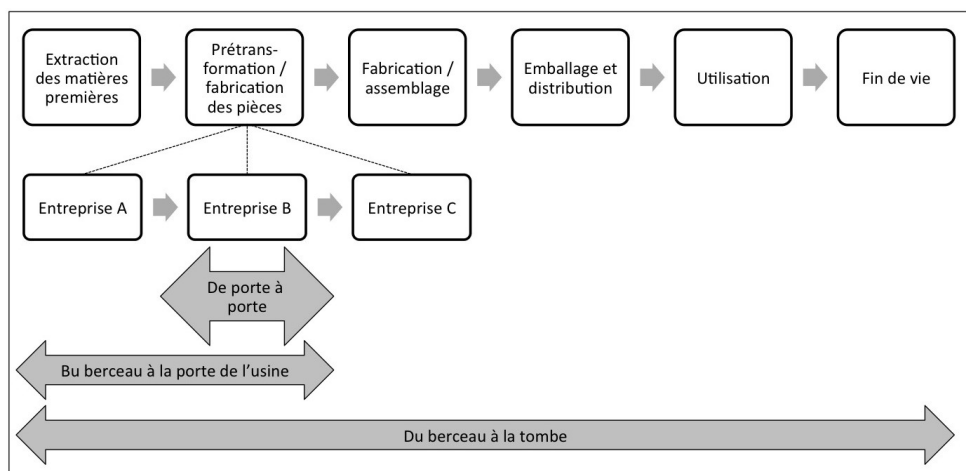 Extraction
des matières
premières
Prétrans-
formation /
fabrication
des pièces
Fabrication /
assemblage
Emballage et
distribution
Utilisation
Fin de vie
Entreprise A
Entreprise B
Entreprise C
De porte à
porte
Bu berceau à la porte de l’usine
Du berceau à la tombe